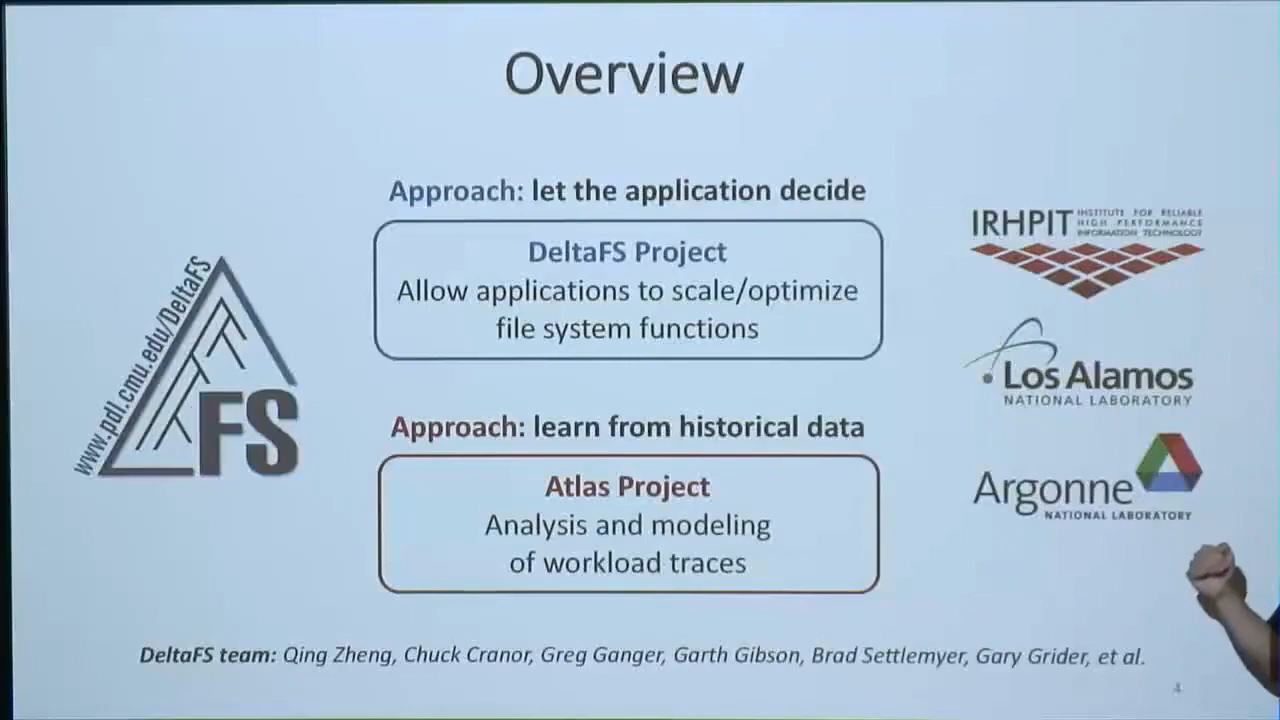 Overview
Approach: let the application decide
DeltaFS Project
Allow applications to scale/optimize
file system functions
www.pdl.cmu.edu/DeltaFS
FS
Approach: learn from historical data
Atlas Project
Analysis and modeling
of workload traces
IRHPIT
INSTITUTE FOR RELIABLE
HIGH PERFORMANCE
INFORMATION TECHNOLOGY
Los Alamos
NATIONAL LABORATORY
Argonne
NATIONAL LABORATORY
DeltaFS team: Qing Zheng, Chuck Cranor, Greg Ganger, Garth Gibson, Brad Settlemyer, Gary Grider, et al.
4